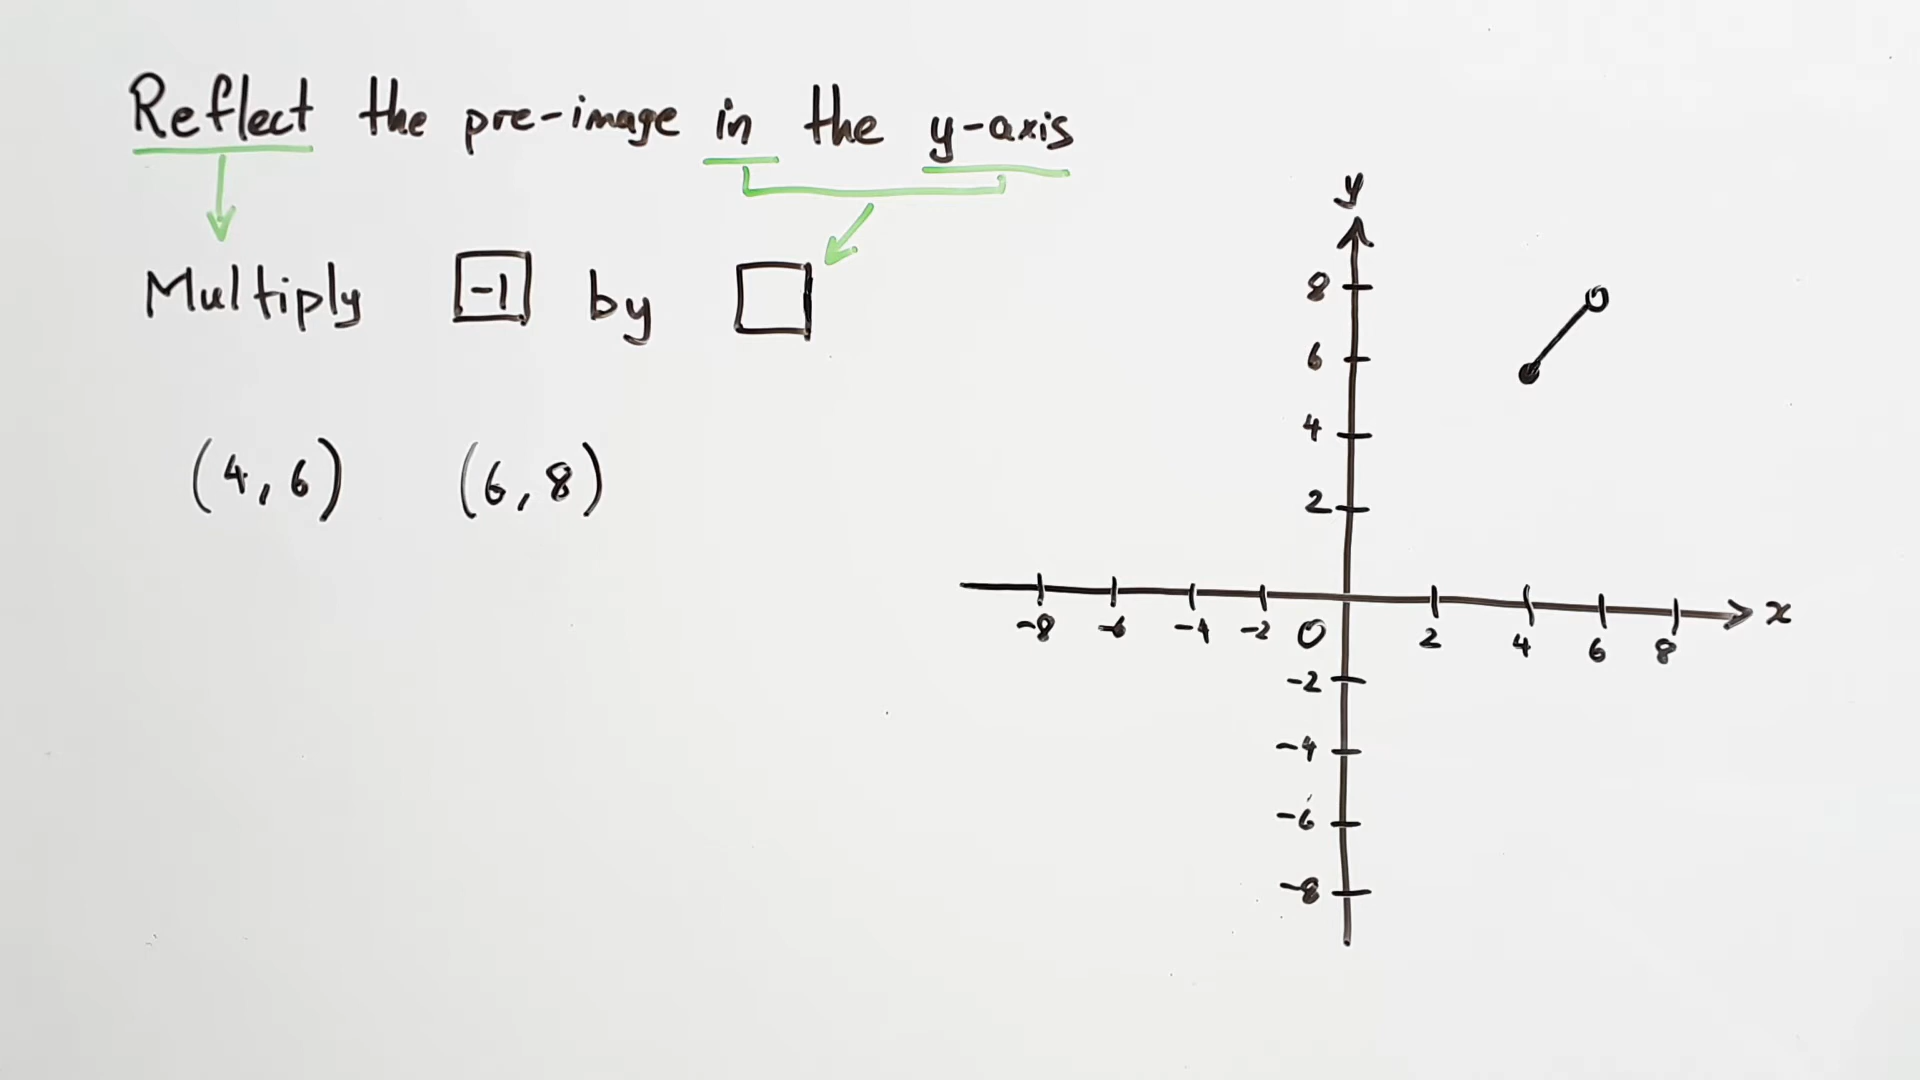 Reflect the pre-image in the y-axis
Multiply -1 by
(4, 6) (6, 8)
y
8
6
4
2
-8 -6 -4 -2 0 2 4 6 8 x
-2
-4
-6
-8